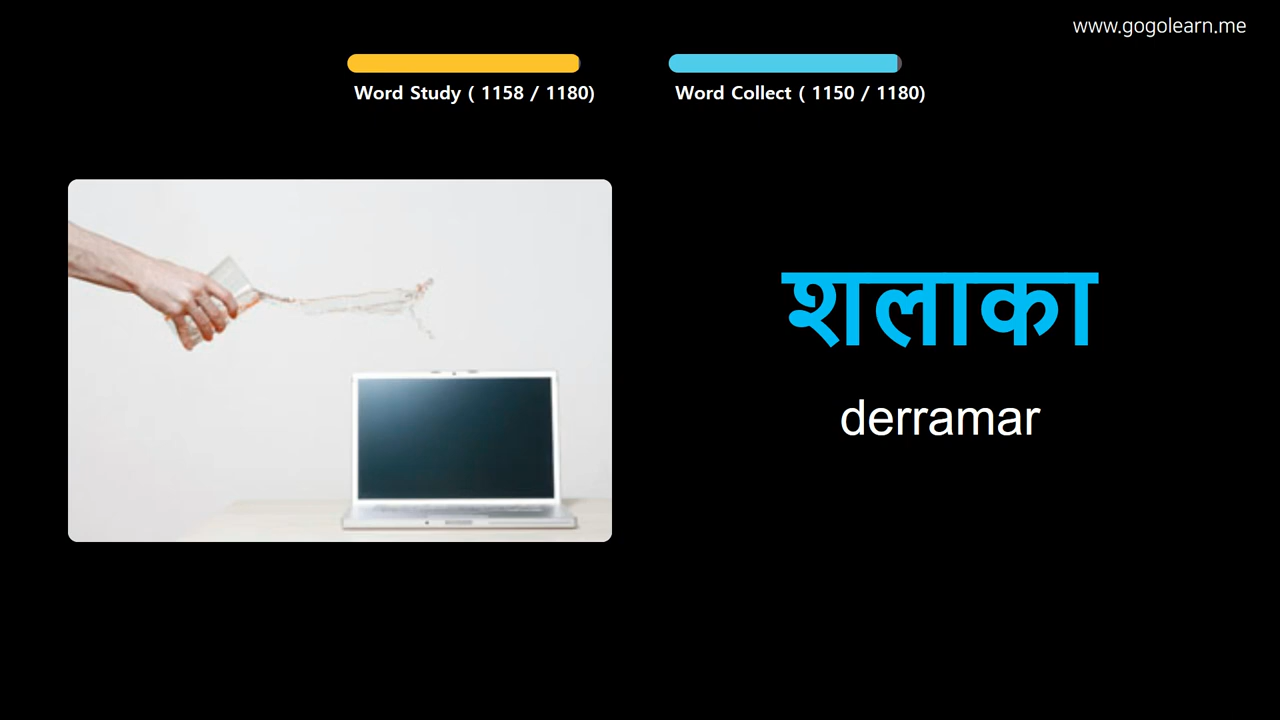 www.gogolearn.me
Word Study ( 1158 / 1180)
Word Collect ( 1150 / 1180)
शलाका
derramar